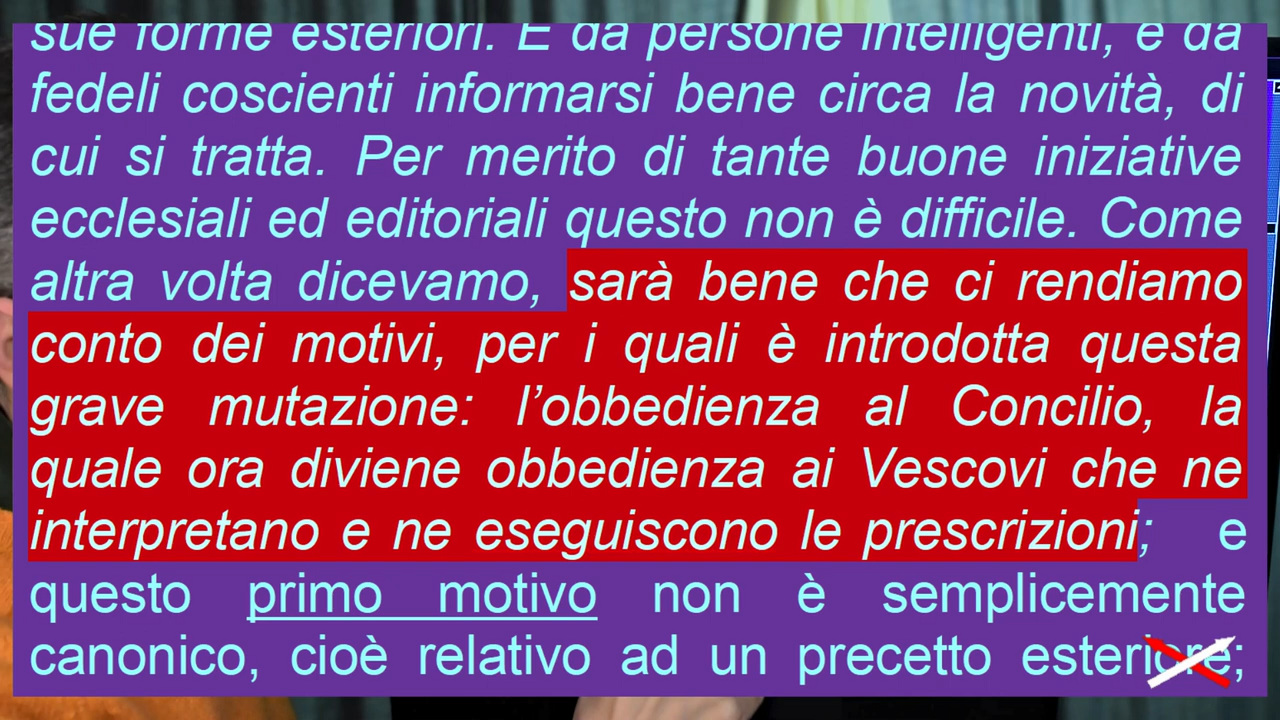 sue forme esteriori. È da persone intelligenti, è da
fedeli coscienti informarsi bene circa la novità, di
cui si tratta. Per merito di tante buone iniziative
ecclesiali ed editoriali questo non è difficile. Come
altra volta dicevamo, sarà bene che ci rendiamo
conto dei motivi, per i quali è introdotta questa
grave mutazione: l’obbedienza al Concilio, la
quale ora diviene obbedienza ai Vescovi che ne
interpretano e ne eseguiscono le prescrizioni; e
questo primo motivo non è semplicemente
canonico, cioè relativo ad un precetto esteriore;